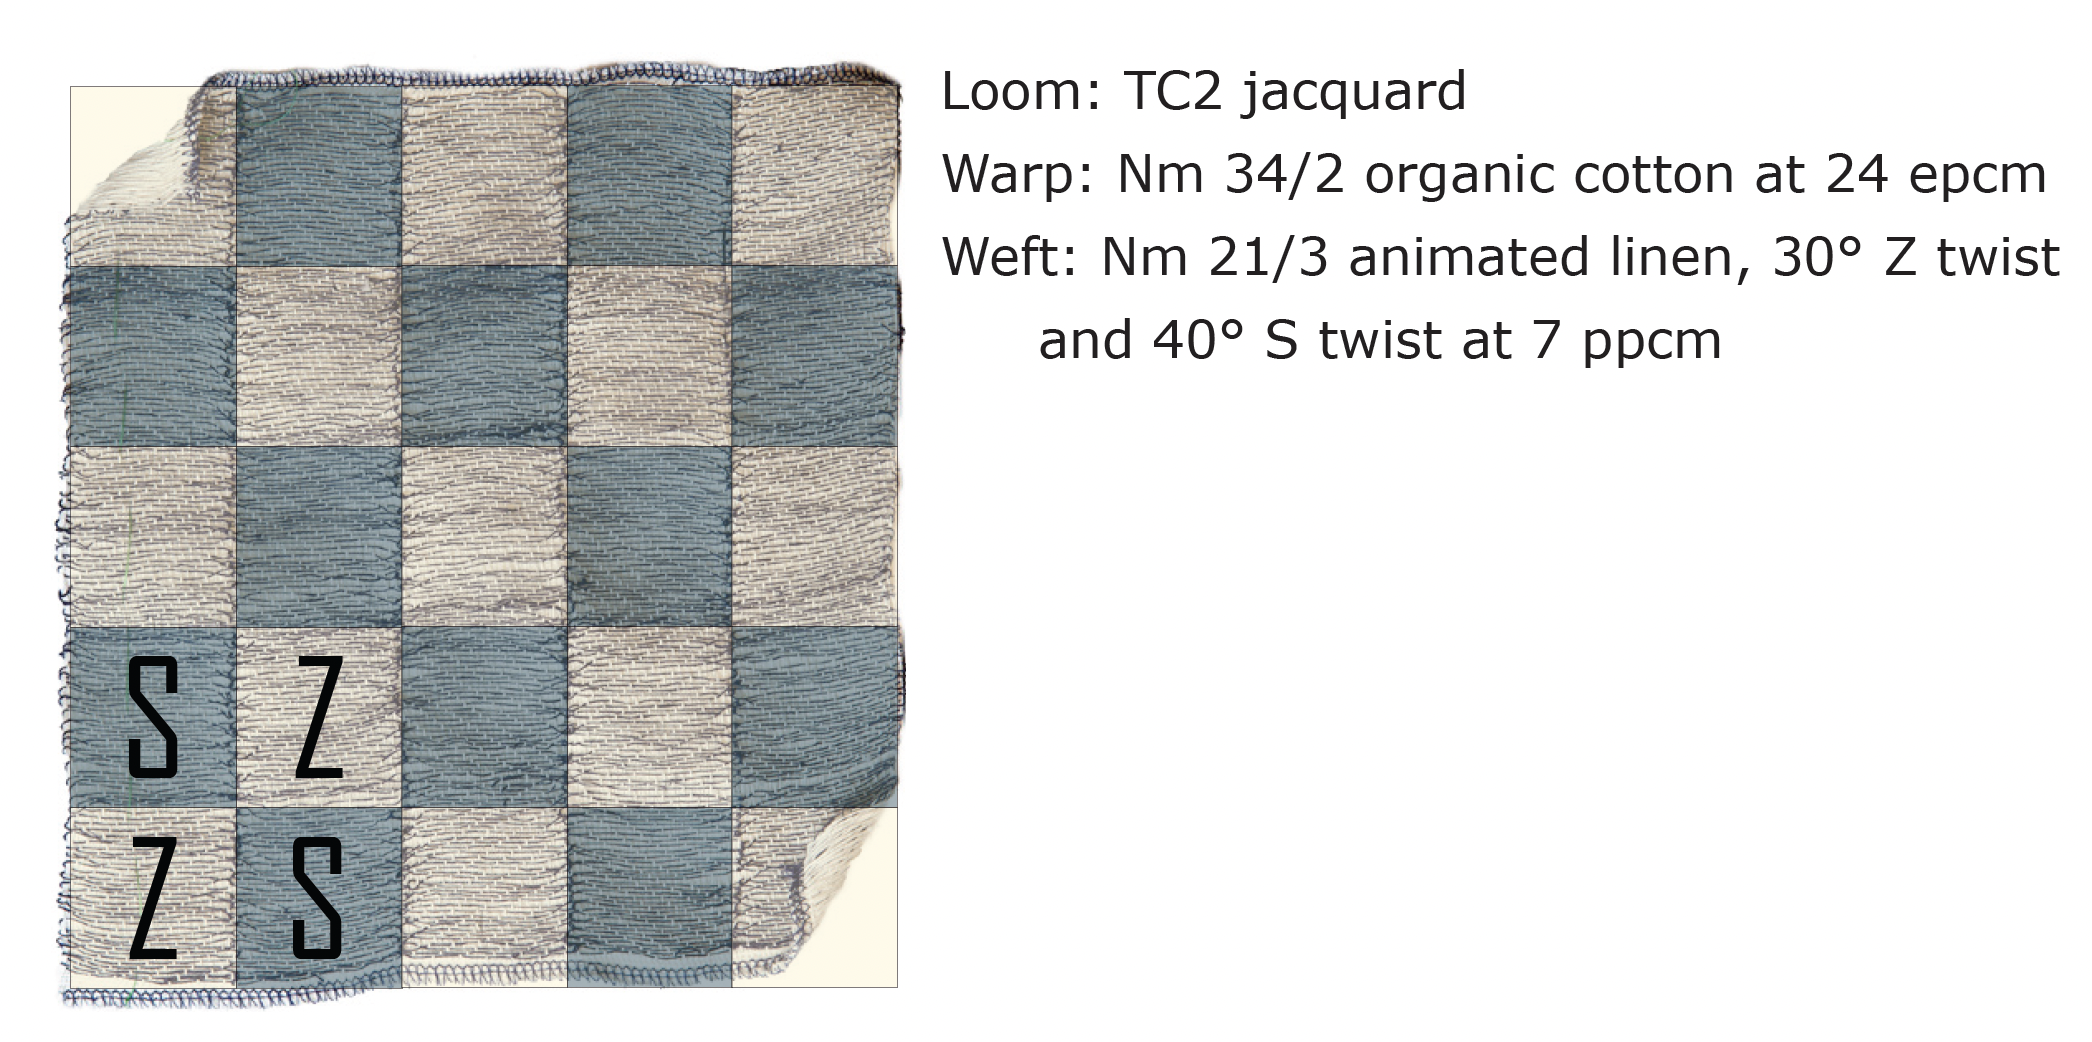 Loom: TC2 jacquard
Warp: Nm 34/2 organic cotton at 24 epcm
Weft: Nm 21/3 animated linen, 30° Z twist
and 40° S twist at 7 ppcm
S Z
Z S